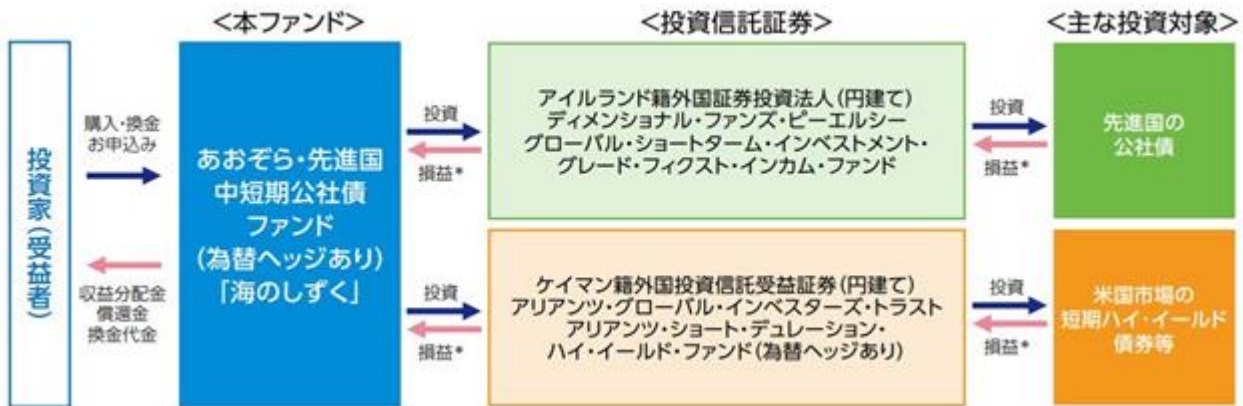 <本ファンド>
<投資信託証券>
<主な投資対象>
投資家(受益者)
購入・換金
お申込み
収益分配金
償還金
換金代金
あおぞら・先進国
中短期公社債
ファンド
(為替ヘッジあり)
「海のしずく」
投資
損益*
アイルランド籍外国証券投資法人(円建て)
ディメンショナル・ファンズ・ピーエルシー
グローバル・ショートターム・インベストメント・
グレード・フィクスト・インカム・ファンド
投資
損益*
先進国の
公社債
投資
損益*
ケイマン籍外国投資信託受益証券(円建て)
アリアンツ・グローバル・インベスターズ・トラスト
アリアンツ・ショート・デュレーション・
ハイ・イールド・ファンド(為替ヘッジあり)
投資
損益*
米国市場の
短期ハイ・イールド
債券等